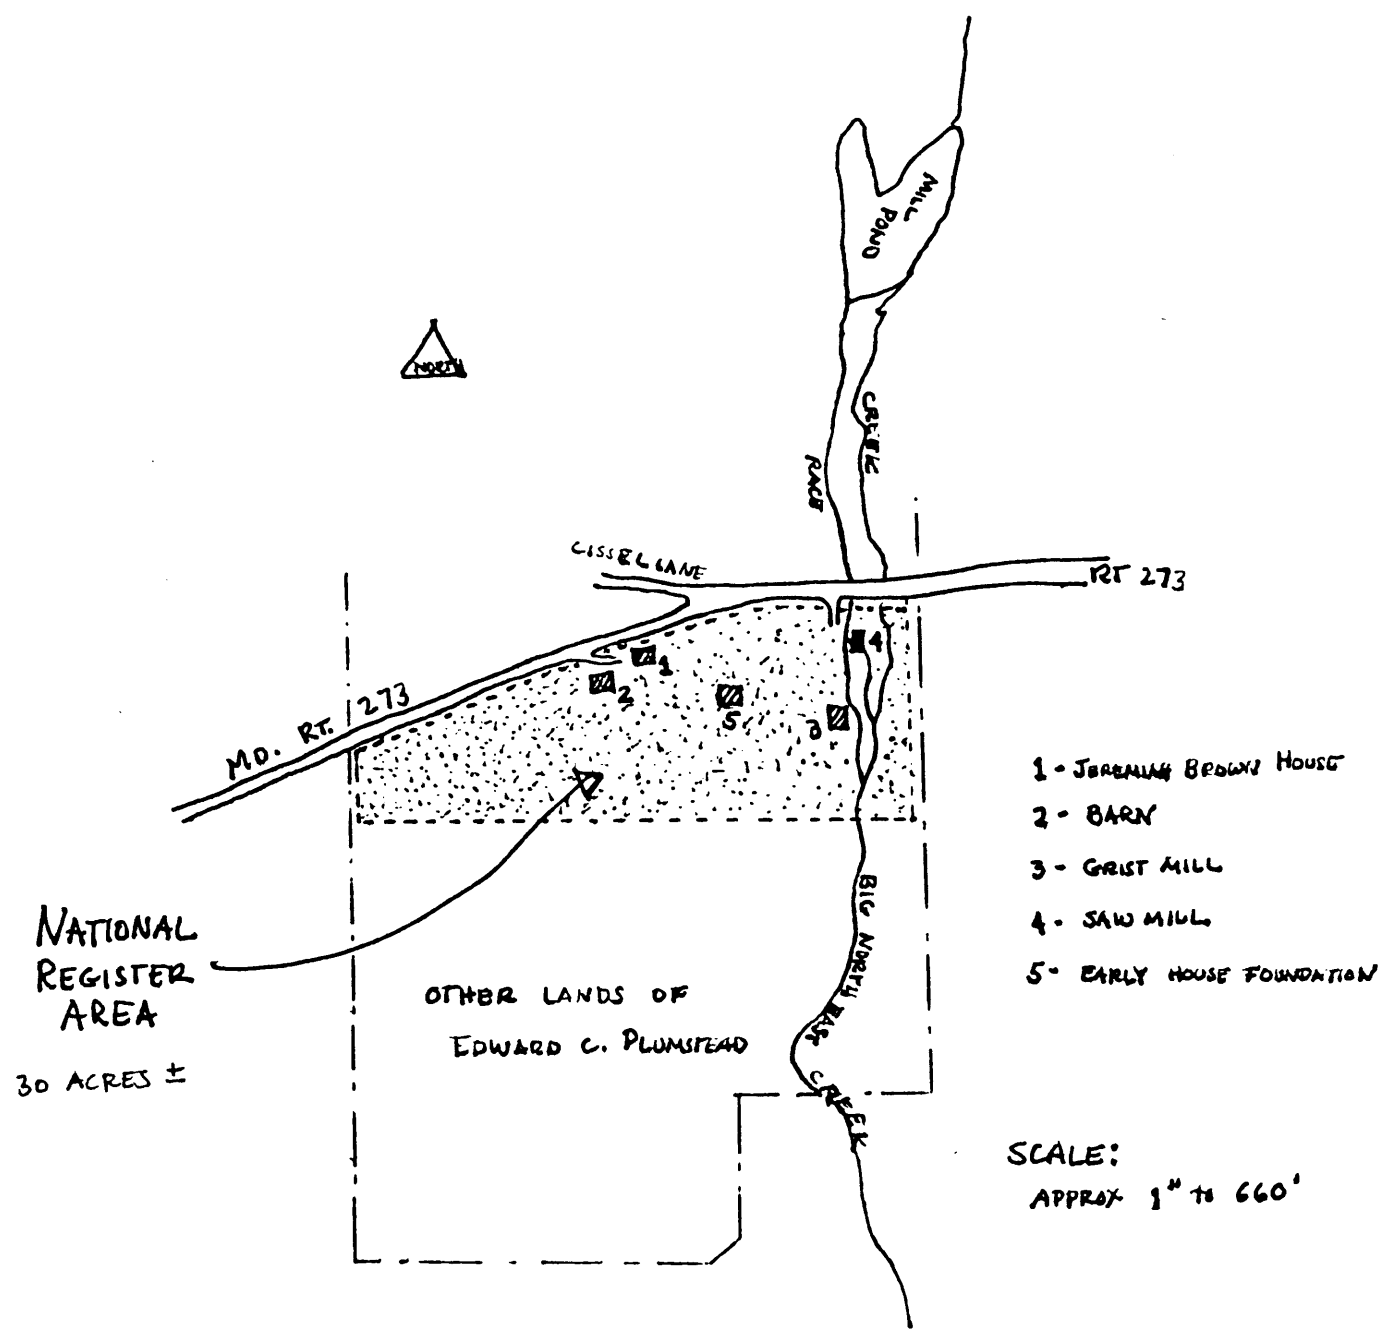 MILL
POND
NORTH
CREEK
RACE
CISSEL LANE
RT 273
MD. RT. 273
1
2
3
4
5
1 - JEREMIAH BROWN HOUSE
2 - BARN
3 - GRIST MILL
4 - SAW MILL
5 - EARLY HOUSE FOUNDATION
NATIONAL
REGISTER
AREA
30 ACRES ±
OTHER LANDS OF
EDWARD C. PLUMSTEAD
BIG NORTH EAST CREEK
SCALE:
APPROX 1" to 660'